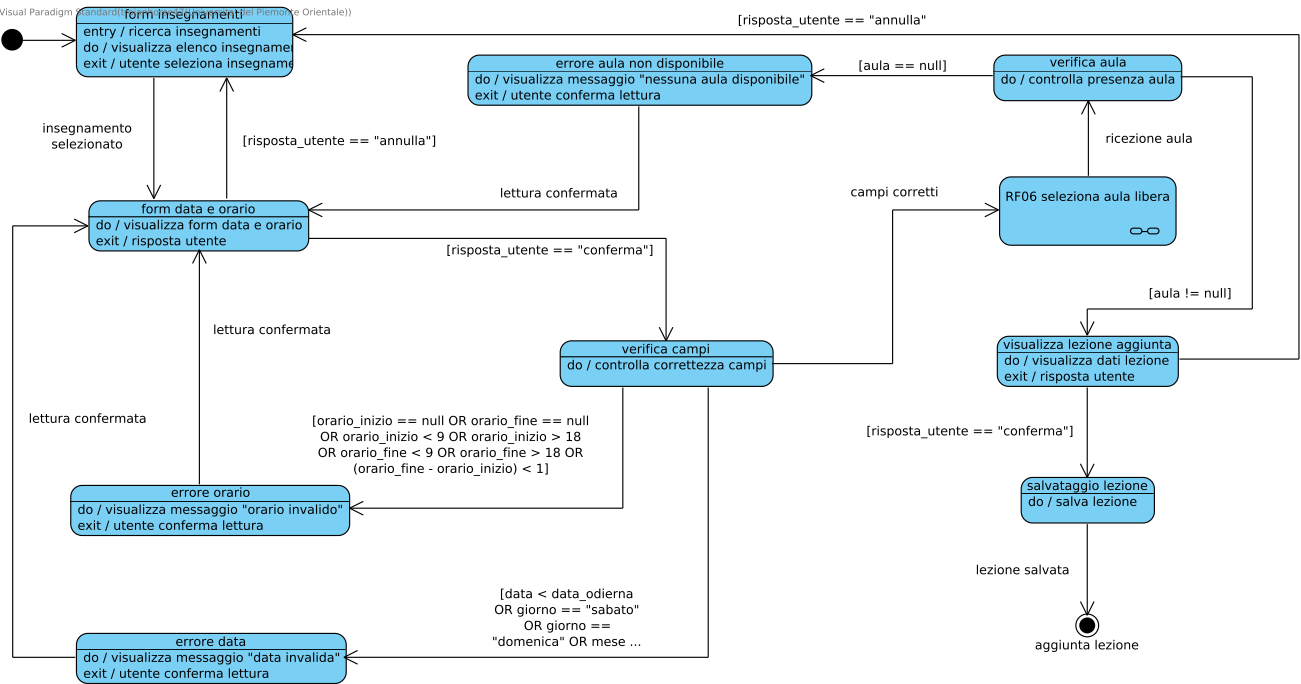 Visual Paradigm Standard(
del Piemonte Orientale))
form insegnamenti
entry / ricerca insegnamenti
do / visualizza elenco insegnamen
exit / utente seleziona insegname
[risposta_utente == "annulla"
errore aula non disponibile
do / visualizza messaggio "nessuna aula disponibile"
exit / utente conferma lettura
[aula == null]
verifica aula
do / controlla presenza aula
insegnamento
selezionato
[risposta_utente == "annulla"]
ricezione aula
lettura confermata
campi corretti
RF06 seleziona aula libera
form data e orario
do / visualizza form data e orario
exit / risposta utente
[risposta_utente == "conferma"]
[aula != null]
lettura confermata
verifica campi
do / controlla correttezza campi
visualizza lezione aggiunta
do / visualizza dati lezione
exit / risposta utente
lettura confermata
[orario_inizio == null OR orario_fine == null
OR orario_inizio < 9 OR orario_inizio > 18
OR orario_fine < 9 OR orario_fine > 18 OR
(orario_fine - orario_inizio) < 1]
[risposta_utente == "conferma"]
errore orario
do / visualizza messaggio "orario invalido"
exit / utente conferma lettura
salvataggio lezione
do / salva lezione
lezione salvata
[data < data_odierna
OR giorno == "sabato"
OR giorno ==
"domenica" OR mese ...
errore data
do / visualizza messaggio "data invalida"
exit / utente conferma lettura
aggiunta lezione